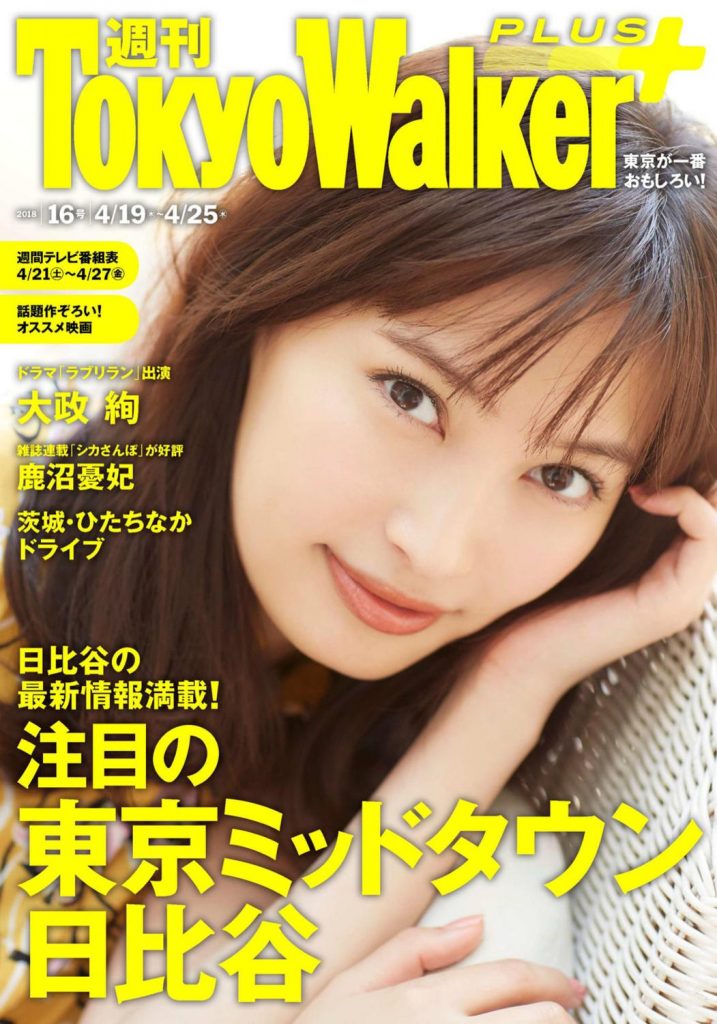 週刊
TokyoWalker
PLUS
東京が一番
おもしろい!
2018 16号 4/19㊍~4/25㊌
週間テレビ番組表
4/21㊏~4/27㊎
話題作ぞろい!
オススメ映画
ドラマ「ラブリラン」出演
大政 絢
雑誌連載「シカさんぽ」が好評
鹿沼憂妃
茨城・ひたちなか
ドライブ
日比谷の
最新情報満載!
注目の
東京ミッドタウン
日比谷